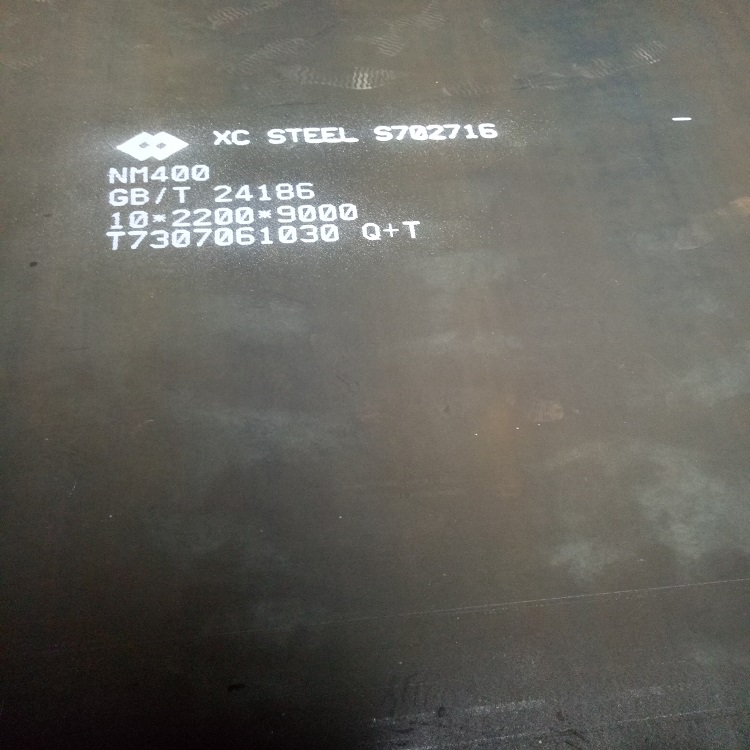 XC STEEL S702716
NM400
GB/T 24186
10*2200*9000
T7307061030 Q+T